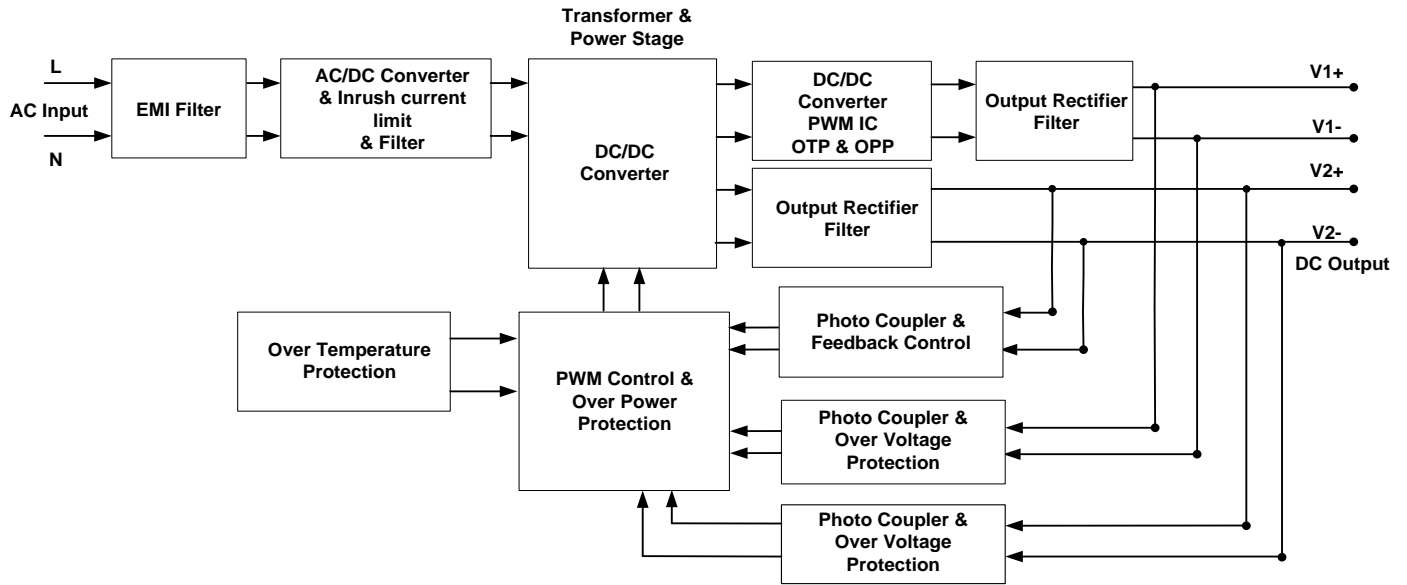 Transformer &
Power Stage
L
AC Input
N
EMI Filter
AC/DC Converter
& Inrush current
limit
& Filter
DC/DC
Converter
DC/DC
Converter
PWM IC
OTP & OPP
Output Rectifier
Filter
V1+
V1-
V2+
V2-
DC Output
Output Rectifier
Filter
Over Temperature
Protection
PWM Control &
Over Power
Protection
Photo Coupler &
Feedback Control
Photo Coupler &
Over Voltage
Protection
Photo Coupler &
Over Voltage
Protection